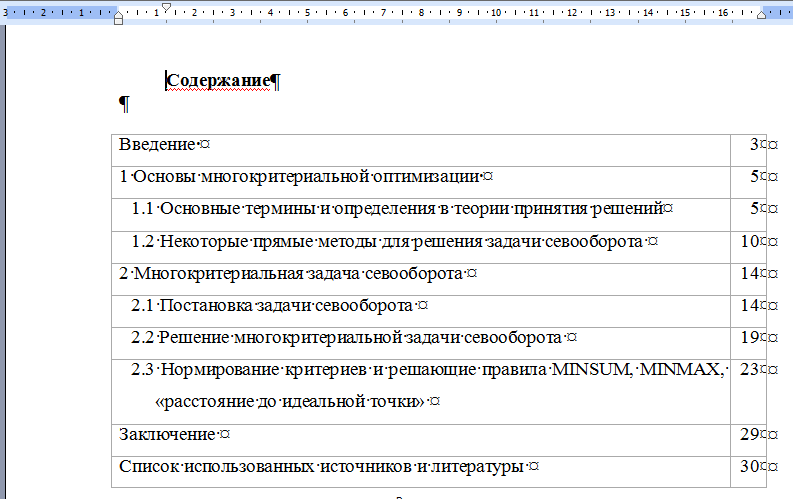 3 2 1 1 2 3 4 5 6 7 8 9 10 11 12 13 14 15 16
Содержание¶
¶
Введение 3
1 Основы многокритериальной оптимизации 5
1.1 Основные термины и определения в теории принятия решений 5
1.2 Некоторые прямые методы для решения задачи севооборота 10
2 Многокритериальная задача севооборота 14
2.1 Постановка задачи севооборота 14
2.2 Решение многокритериальной задачи севооборота 19
2.3 Нормирование критериев и решающие правила MINSUM, MINMAX, 23
«расстояние до идеальной точки»
Заключение 29
Список использованных источников и литературы 30